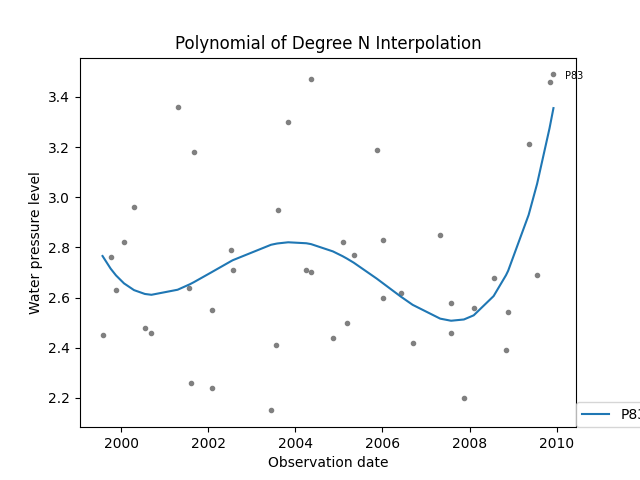 Polynomial of Degree N Interpolation
P83
3.4
3.2
3.0
2.8
2.6
2.4
2.2
Water pressure level
2000 2002 2004 2006 2008 2010
Observation date
P83